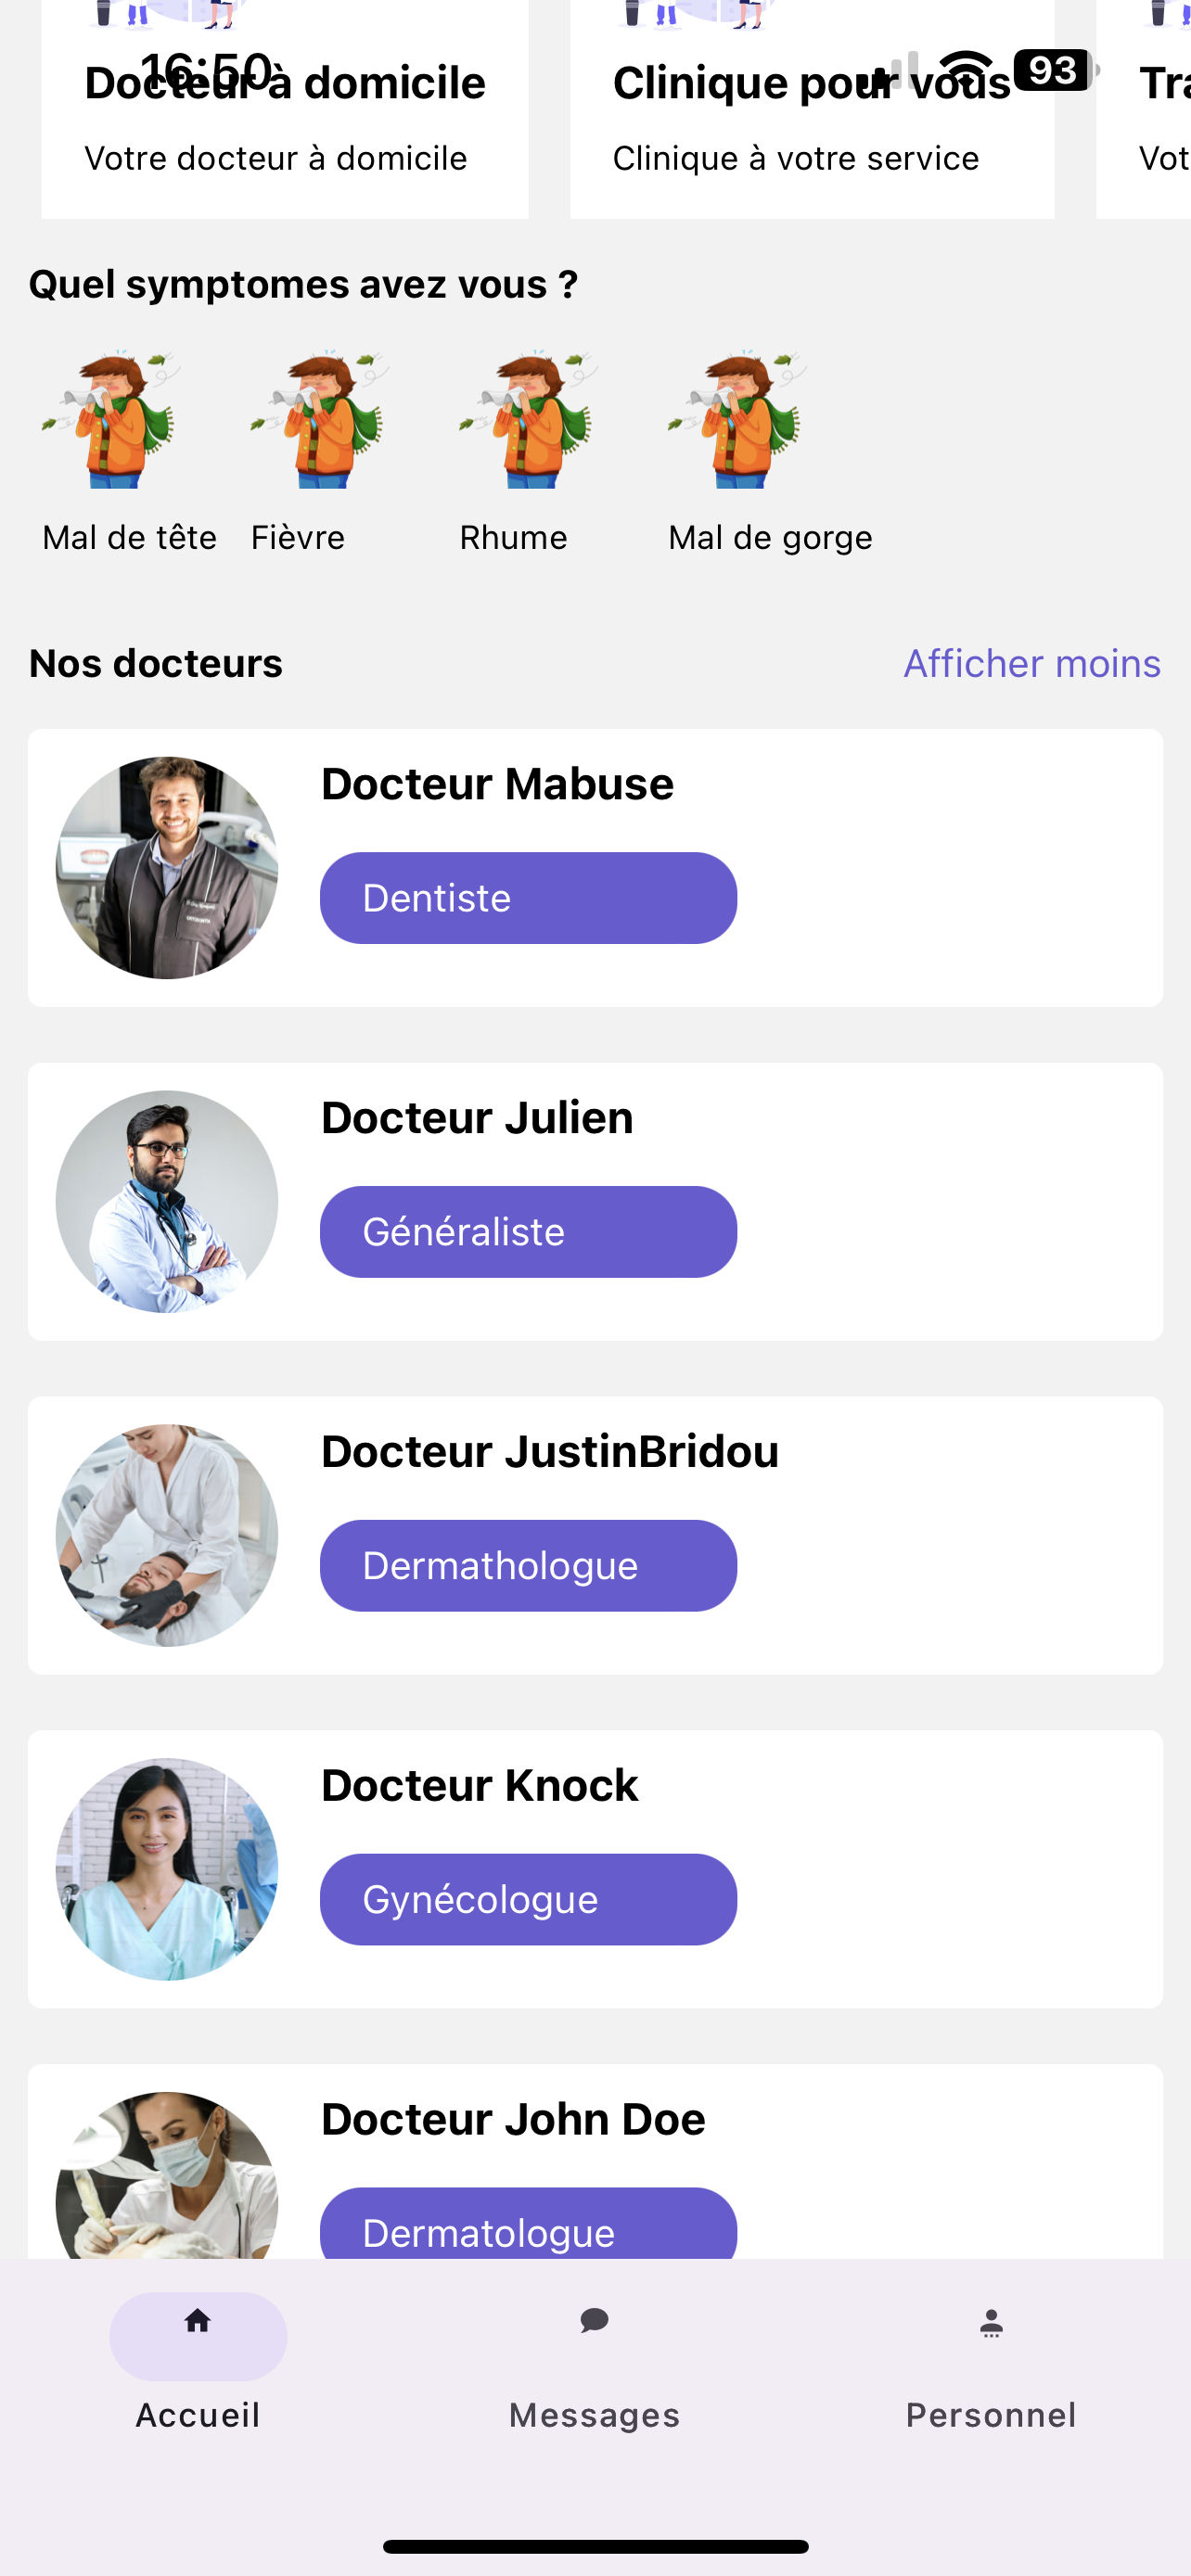 16:50
93
Docteur à domicile
Clinique pour vous
Votre docteur à domicile
Clinique à votre service
Quel symptomes avez vous ?
Mal de tête
Fièvre
Rhume
Mal de gorge
Nos docteurs
Afficher moins
Docteur Mabuse
Dentiste
Docteur Julien
Généraliste
Docteur JustinBridou
Dermathologue
Docteur Knock
Gynécologue
Docteur John Doe
Dermatologue
Accueil
Messages
Personnel